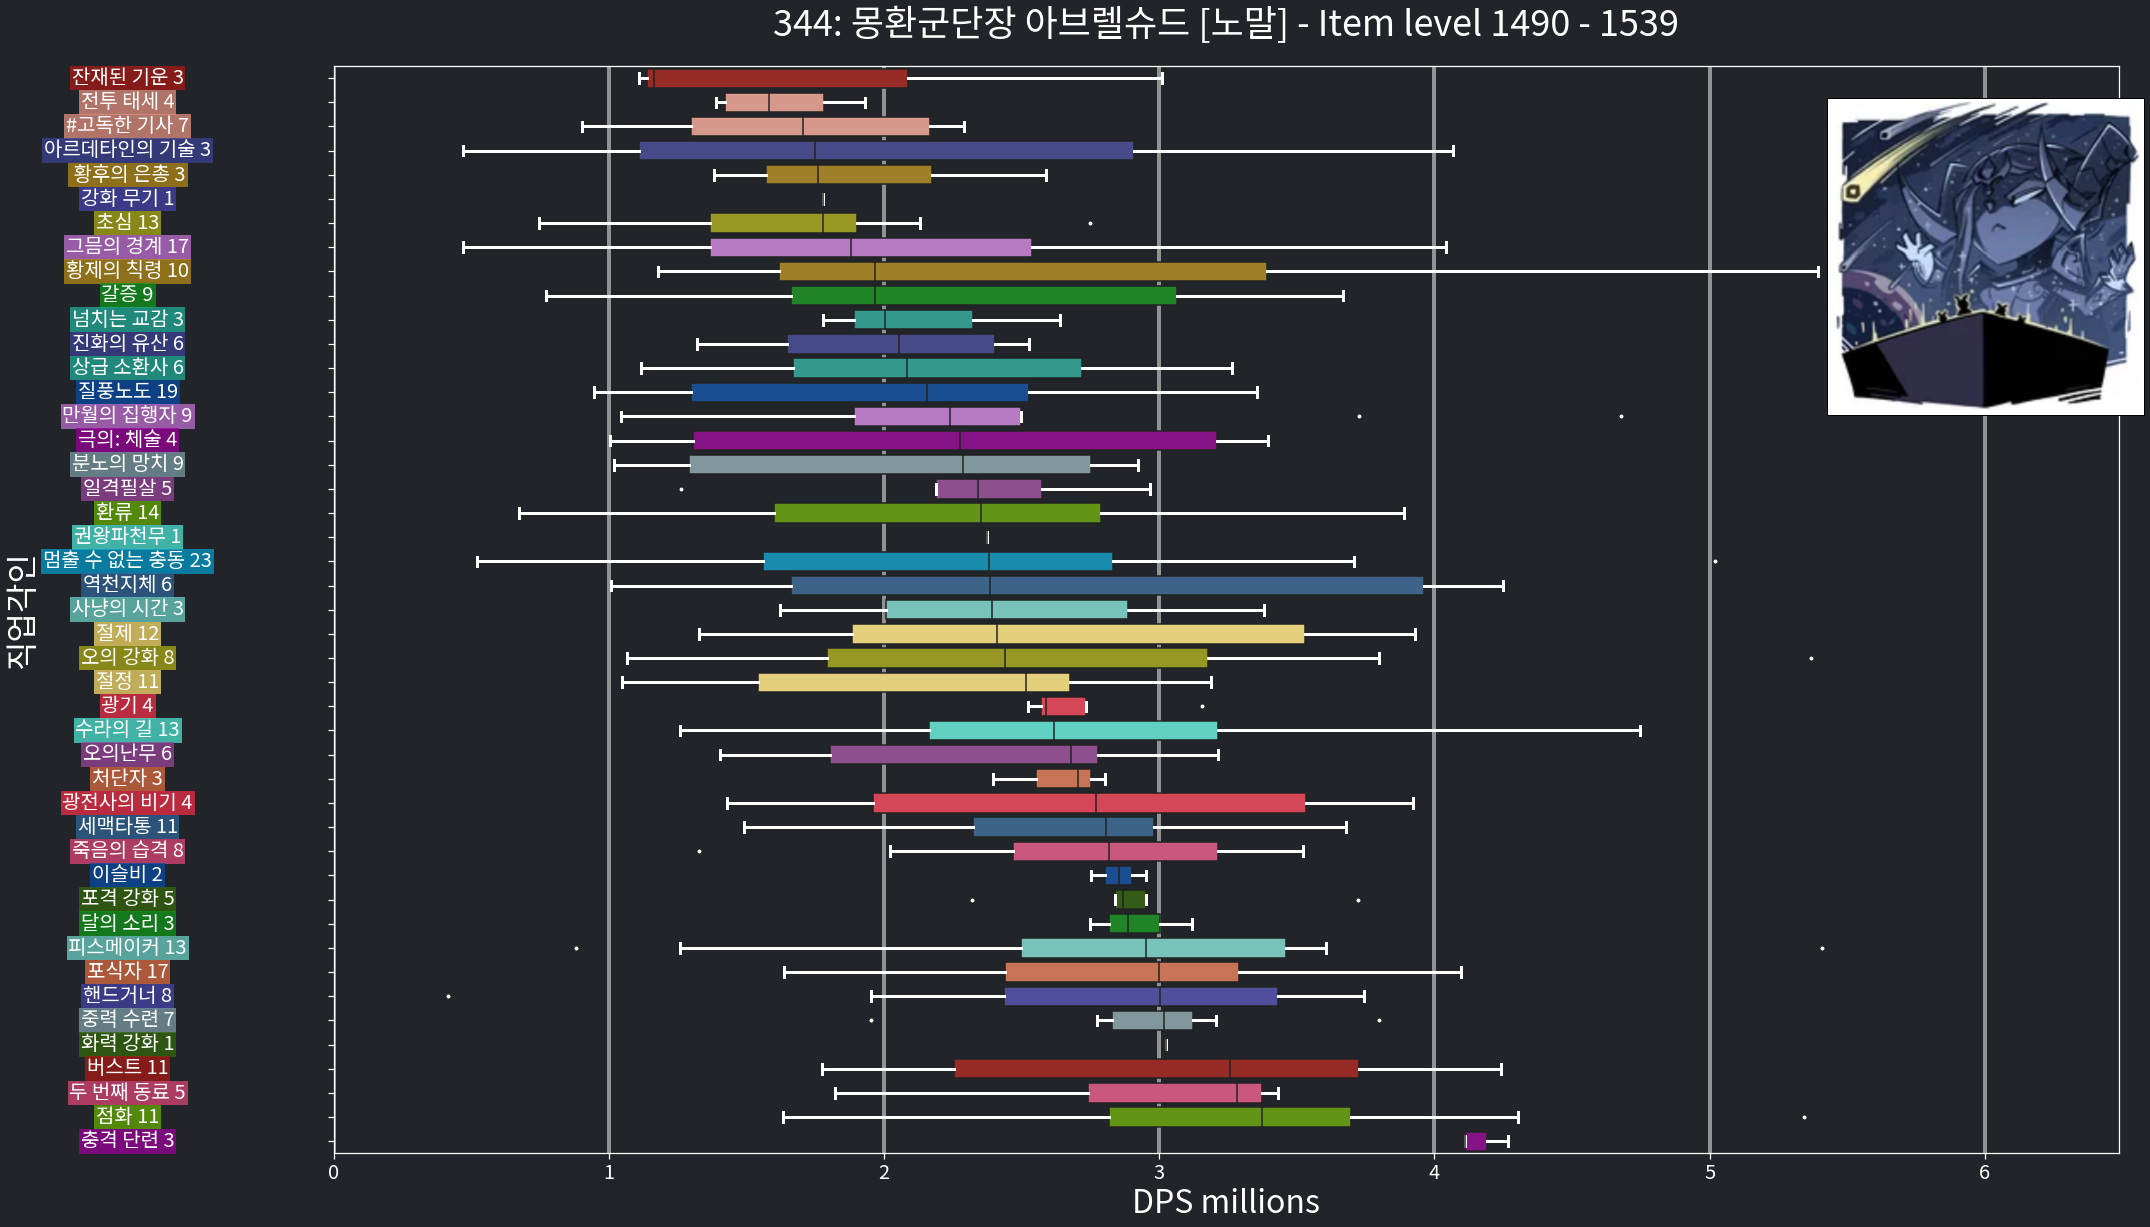 344: 몽환군단장 아브렐슈드 [노말] - Item level 1490 - 1539
잔재된 기운 3
전투 태세 4
#고독한 기사 7
아르데타인의 기술 3
황후의 은총 3
강화 무기 1
초심 13
그믐의 경계 17
황제의 칙령 10
갈증 9
넘치는 교감 3
진화의 유산 6
상급 소환사 6
질풍노도 19
만월의 집행자 9
극의: 체술 4
분노의 망치 9
일격필살 5
환류 14
권왕파천무 1
멈출 수 없는 충동 23
역천지체 6
사냥의 시간 3
절제 12
오의 강화 8
절정 11
광기 4
수라의 길 13
오의난무 6
처단자 3
광전사의 비기 4
세맥타통 11
죽음의 습격 8
이슬비 2
포격 강화 5
달의 소리 3
피스메이커 13
포식자 17
핸드거너 8
중력 수련 7
화력 강화 1
버스트 11
두 번째 동료 5
점화 11
충격 단련 3
직업각인
0 1 2 3 4 5 6
DPS millions